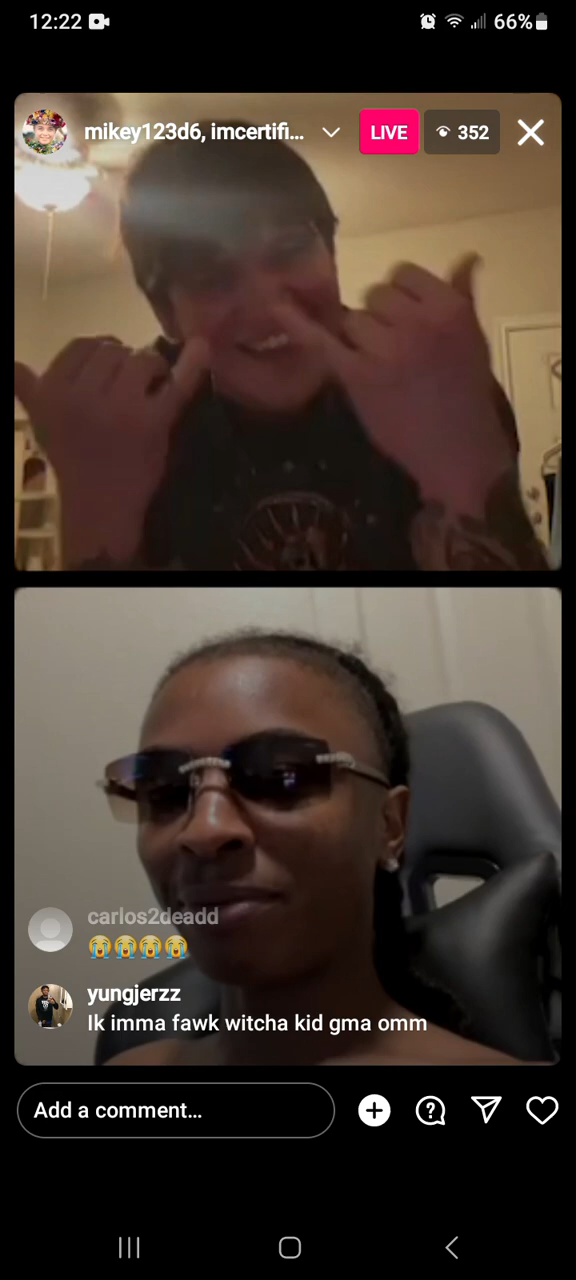 12:22
66%
mikey123d6, imcertifi...
LIVE
352
carlos2deadd
😭😭😭😭
yungjerzz
Ik imma fawk witcha kid gma omm
Add a comment...